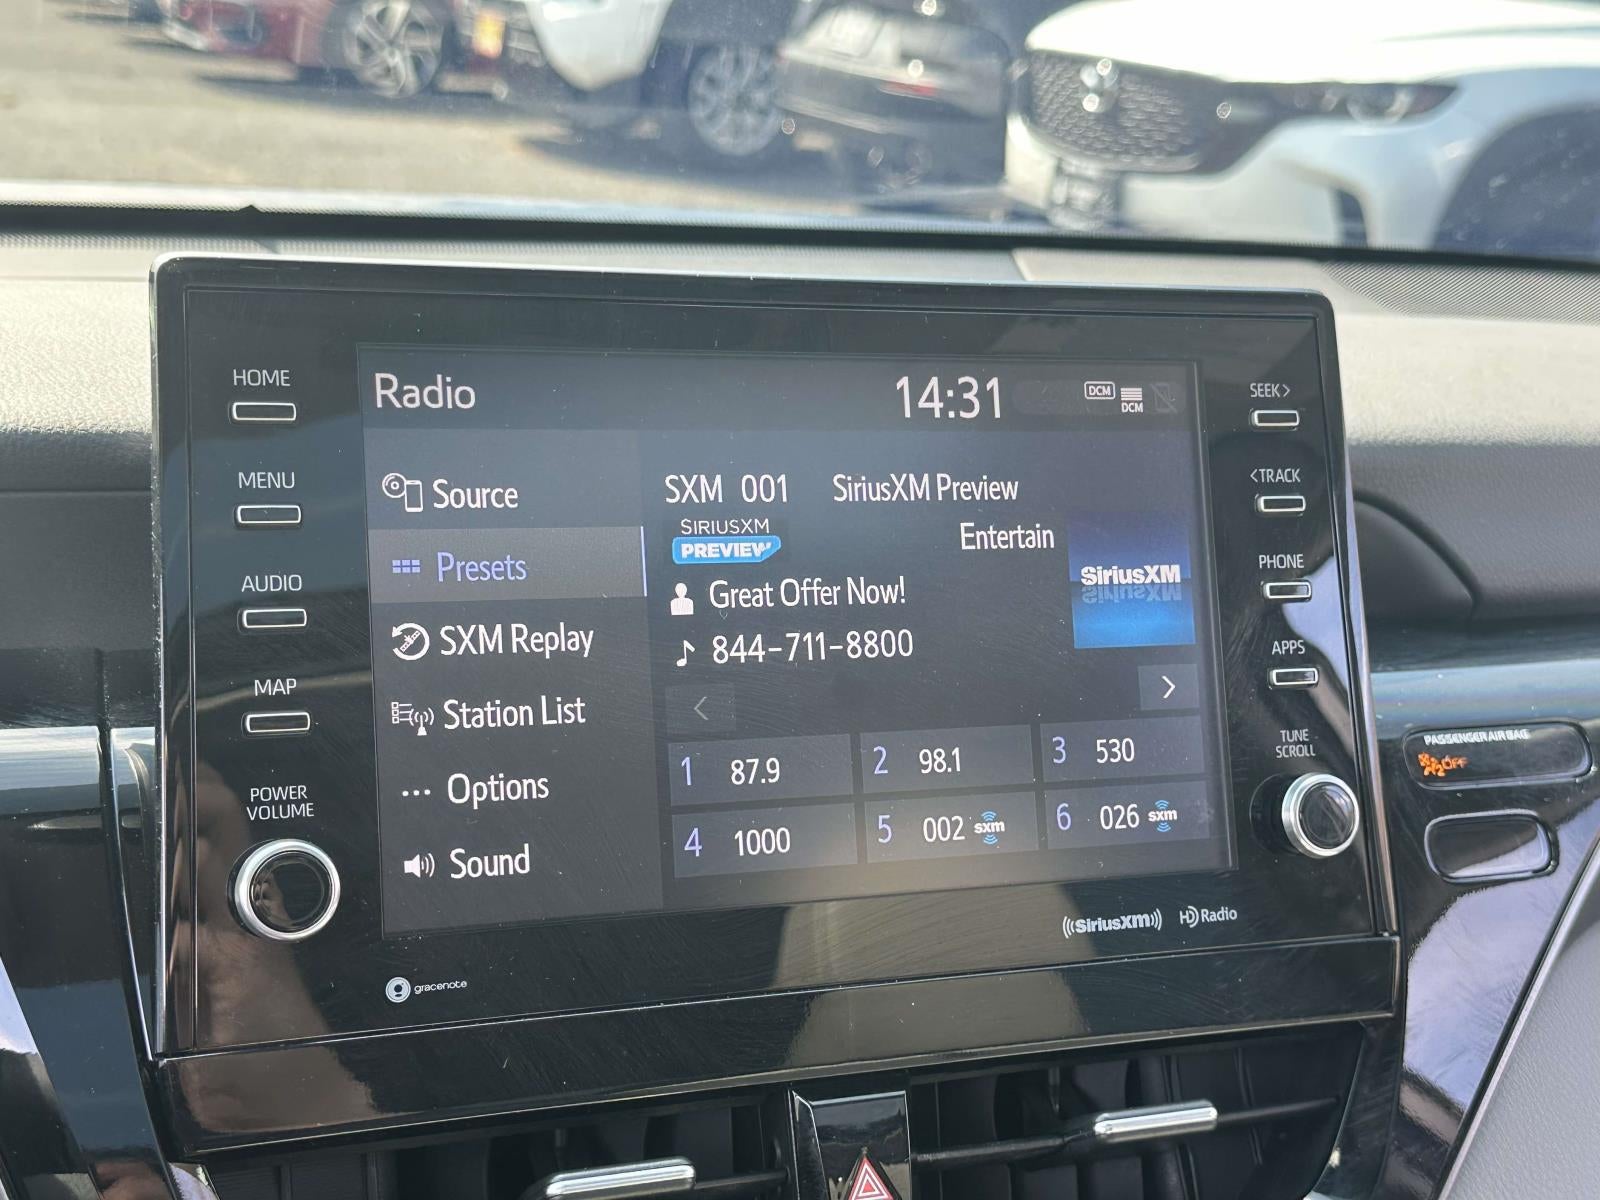 HOME
MENU
AUDIO
MAP
POWER
VOLUME
Radio
14:31
DCM
DCM
Source
Presets
SXM Replay
Station List
Options
Sound
SXM 001 SiriusXM Preview
SIRIUSXM
PREVIEW
Entertain
Great Offer Now!
844-711-8800
SiriusXM
<
>
1 87.9
2 98.1
3 530
4 1000
5 002 sxm
6 026 sxm
SEEK>
<TRACK
PHONE
APPS
TUNE
SCROLL
PASSENGER AIR BAG
2 OFF
gracenote
SiriusXM
HD Radio